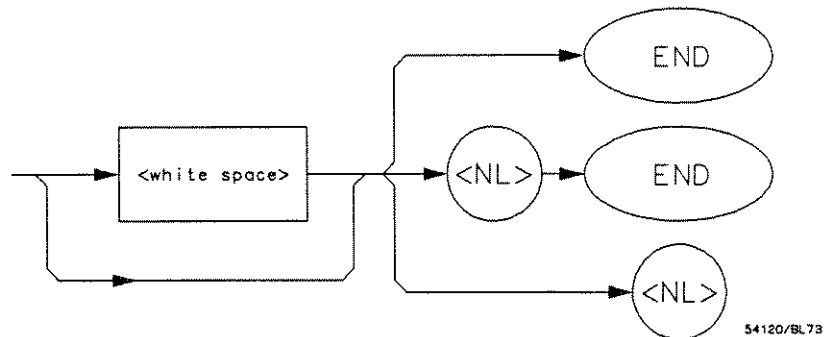 END
<white space>
<NL>
END
<NL>
54120/BL73